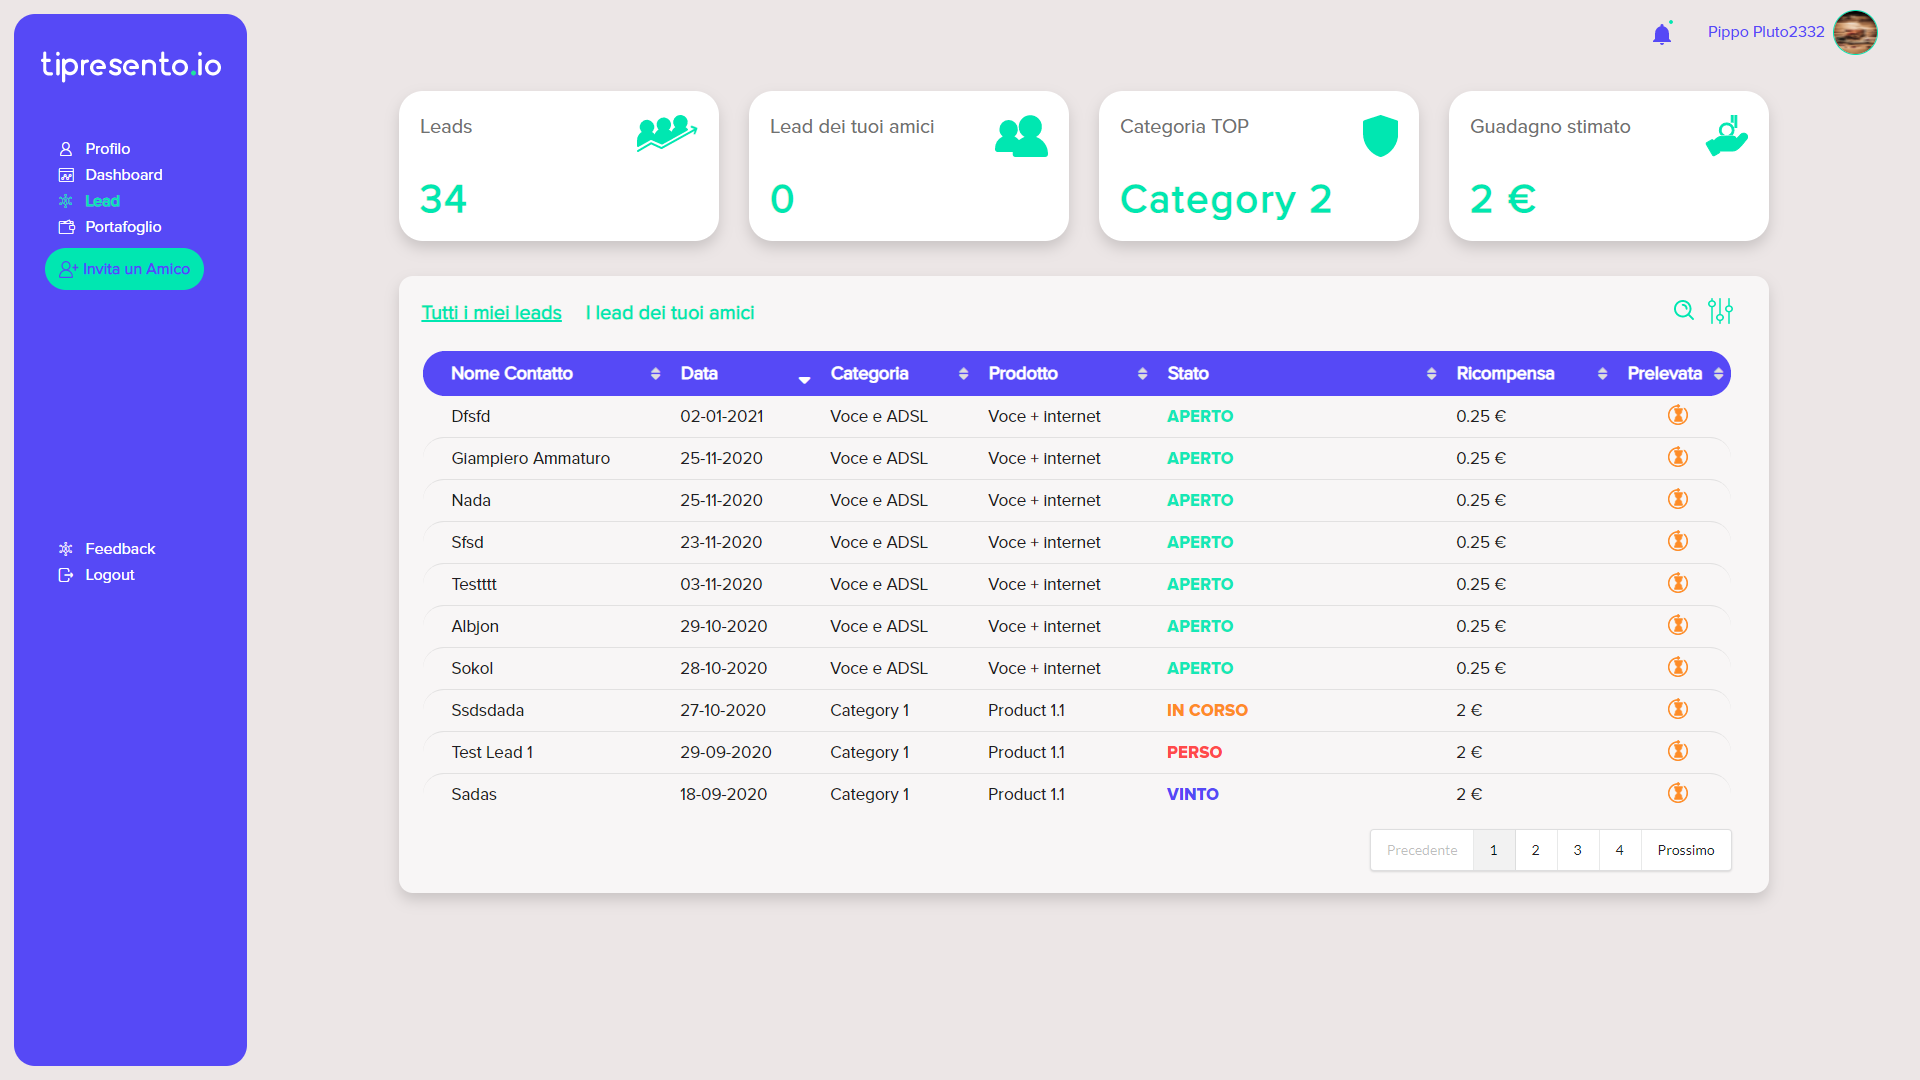 tipresento.io
Profilo
Dashboard
Lead
Portafoglio
Invita un Amico
Feedback
Logout
Pippo Pluto2332
Leads
34
Lead dei tuoi amici
0
Categoria TOP
Category 2
Guadagno stimato
2 €
Tutti i miei leads I lead dei tuoi amici
Nome Contatto Data Categoria Prodotto Stato Ricompensa Prelevata
Dfsfd 02-01-2021 Voce e ADSL Voce + internet APERTO 0.25 €
Giampiero Ammaturo 25-11-2020 Voce e ADSL Voce + internet APERTO 0.25 €
Nada 25-11-2020 Voce e ADSL Voce + internet APERTO 0.25 €
Sfsd 23-11-2020 Voce e ADSL Voce + internet APERTO 0.25 €
Testttt 03-11-2020 Voce e ADSL Voce + internet APERTO 0.25 €
Albjon 29-10-2020 Voce e ADSL Voce + internet APERTO 0.25 €
Sokol 28-10-2020 Voce e ADSL Voce + internet APERTO 0.25 €
Ssdsdada 27-10-2020 Category 1 Product 1.1 IN CORSO 2 €
Test Lead 1 29-09-2020 Category 1 Product 1.1 PERSO 2 €
Sadas 18-09-2020 Category 1 Product 1.1 VINTO 2 €
Precedente 1 2 3 4 Prossimo